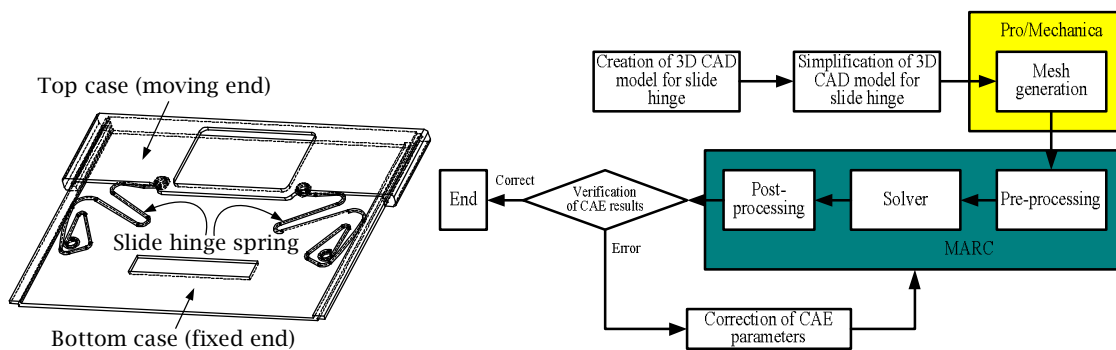 Top case (moving end)
Slide hinge spring
Bottom case (fixed end)
Creation of 3D CAD
model for slide
hinge
Simplification of 3D
CAD model for
slide hinge
Pro/Mechanica
Mesh
generation
Pre-processing
Solver
Post-
processing
MARC
Verification
of CAE results
Correct
End
Error
Correction of CAE
parameters